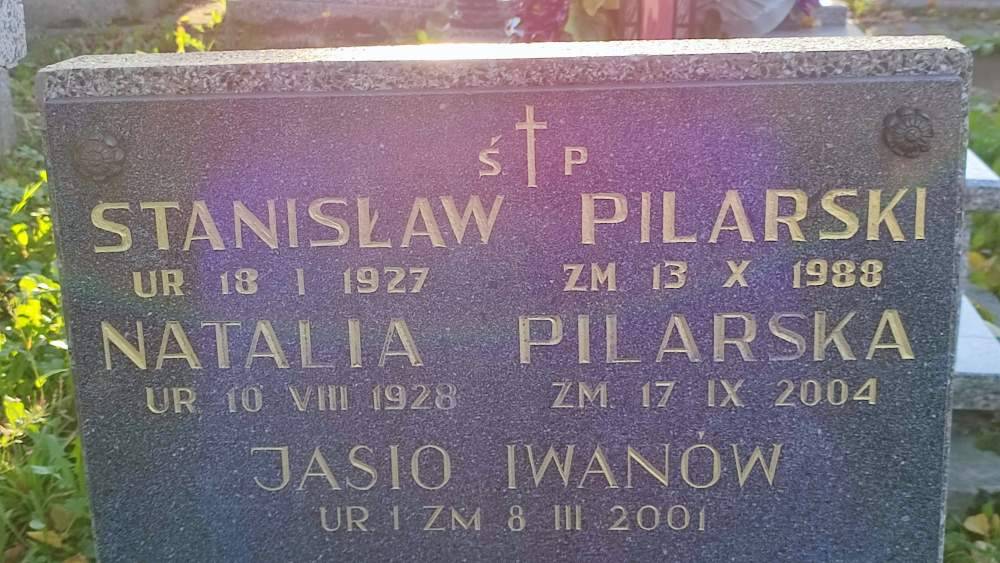 Ś P
STANISŁAW PILARSKI
UR 18 I 1927 ZM 13 X 1988
NATALIA PILARSKA
UR 10 VIII 1928 ZM 17 IX 2004
JASIO IWANÓW
UR I ZM 8 III 2001